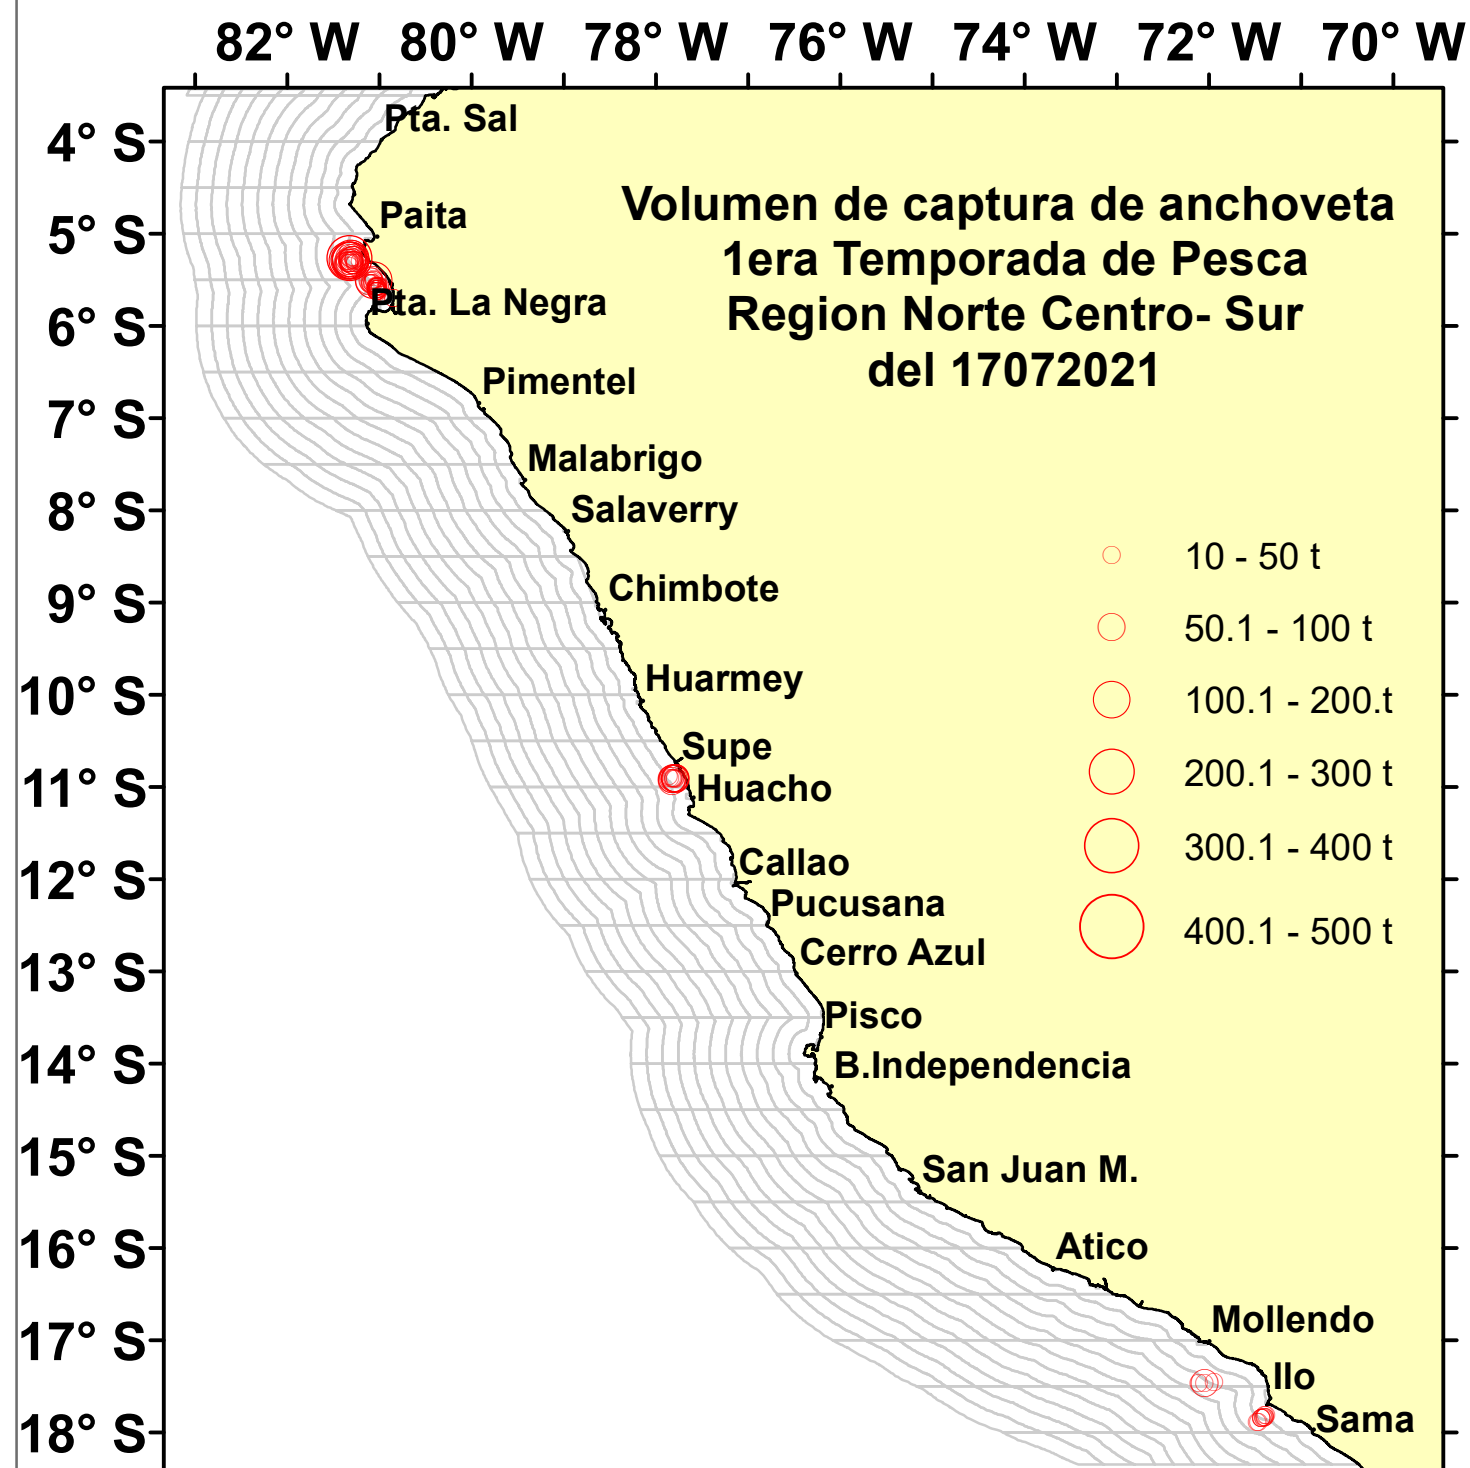 82° W 80° W 78° W 76° W 74° W 72° W 70° W
4° S
5° S
6° S
7° S
8° S
9° S
10° S
11° S
12° S
13° S
14° S
15° S
16° S
17° S
18° S
Volumen de captura de anchoveta
1era Temporada de Pesca
Region Norte Centro- Sur
del 17072021
Pta. Sal
Paita
Pta. La Negra
Pimentel
Malabrigo
Salaverry
Chimbote
Huarmey
Supe
Huacho
Callao
Pucusana
Cerro Azul
Pisco
B.Independencia
San Juan M.
Atico
Mollendo
Ilo
Sama
10 - 50 t
50.1 - 100 t
100.1 - 200.t
200.1 - 300 t
300.1 - 400 t
400.1 - 500 t